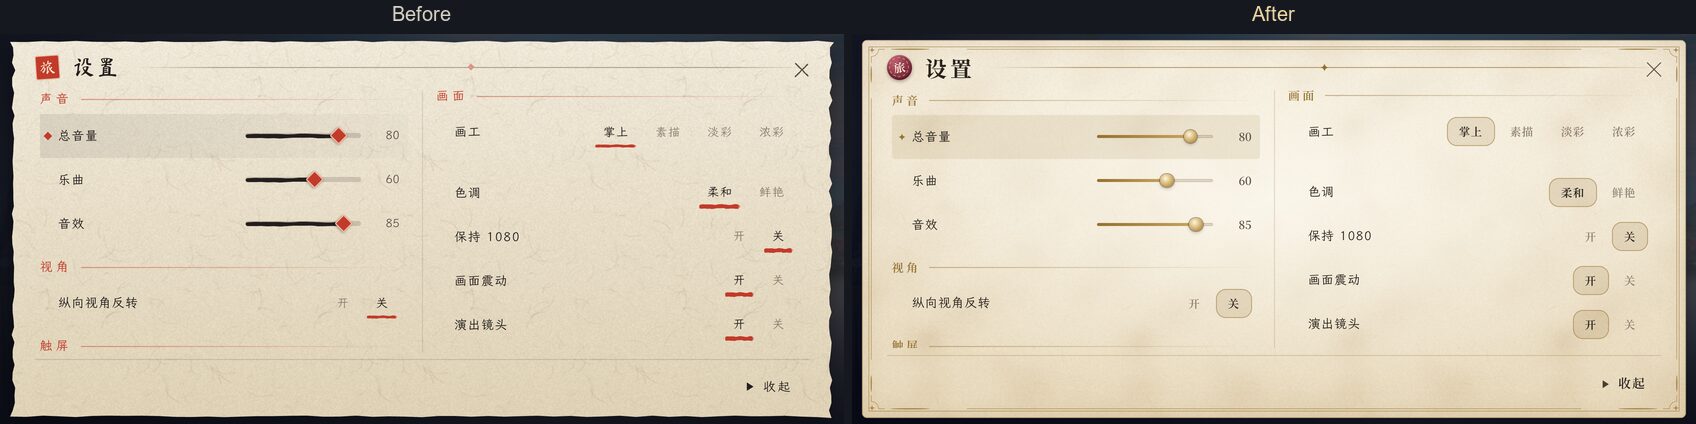 Before
旅 设置
声音
总音量 80
乐曲 60
音效 85
视角
纵向视角反转 开 关
触屏
画面
画工 掌上 素描 淡彩 浓彩
色调 柔和 鲜艳
保持 1080 开 关
画面震动 开 关
演出镜头 开 关
收起
After
旅 设置
声音
总音量 80
乐曲 60
音效 85
视角
纵向视角反转 开 关
触屏
画面
画工 掌上 素描 淡彩 浓彩
色调 柔和 鲜艳
保持 1080 开 关
画面震动 开 关
演出镜头 开 关
收起